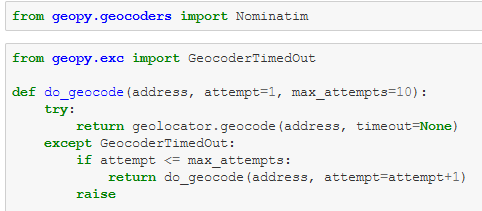 from geopy.geocoders import Nominatim
from geopy.exc import GeocoderTimedOut
def do_geocode(address, attempt=1, max_attempts=10):
    try:
        return geolocator.geocode(address, timeout=None)
    except GeocoderTimedOut:
        if attempt <= max_attempts:
            return do_geocode(address, attempt=attempt+1)
        raise